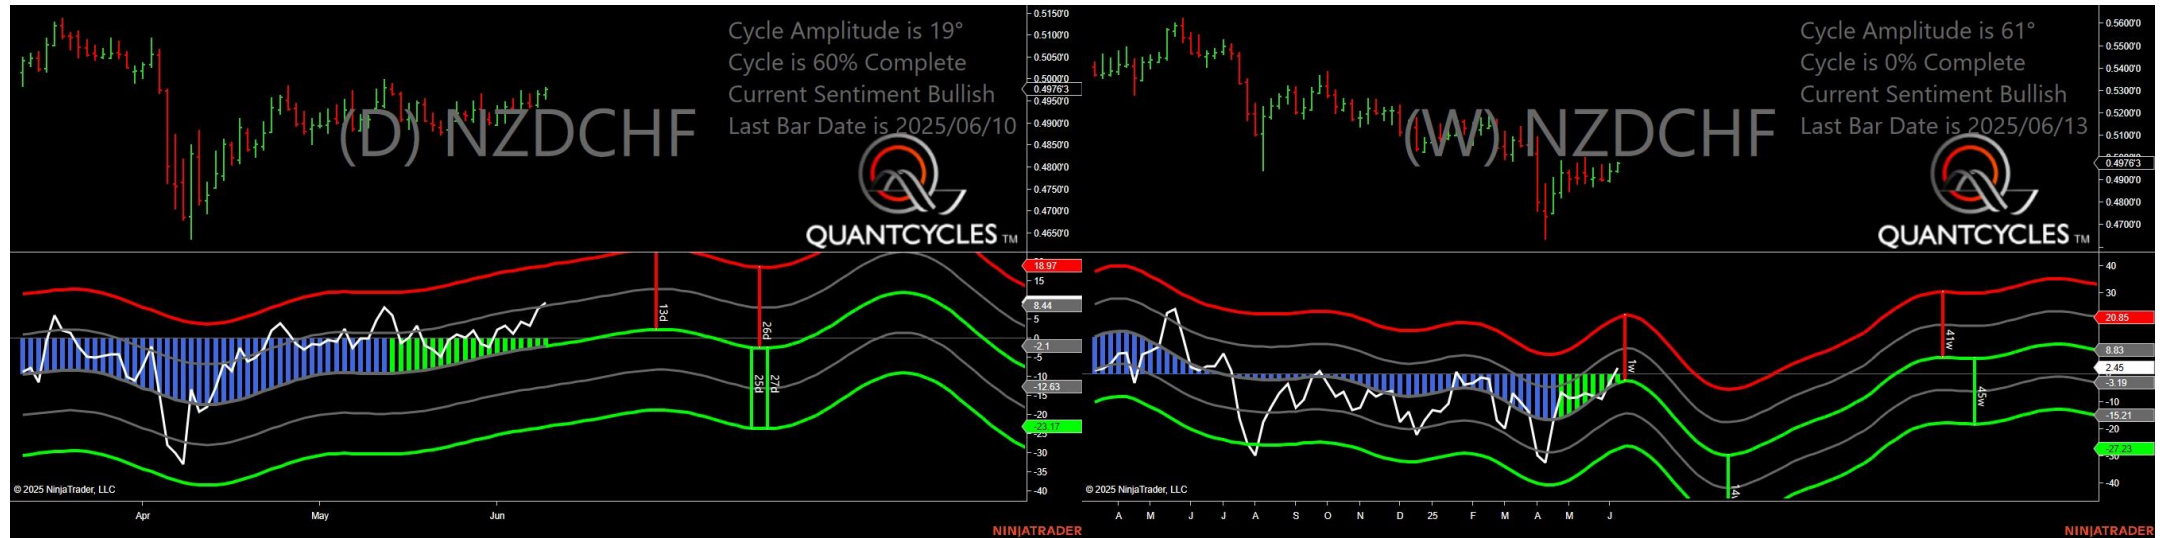 Cycle Amplitude is 19°
Cycle is 60% Complete
Current Sentiment Bullish
Last Bar Date is 2025/06/10
(D) NZDCHF
QUANTCYCLES TM
0.5150'0
0.5100'0
0.5050'0
0.5000'0
0.4976'3
0.4950'0
0.4900'0
0.4850'0
0.4800'0
0.4750'0
0.4700'0
0.4650'0
18.97
15
8.44
5
-2.1
-5
-10
-12.63
-15
-20
-23.17
-25
-30
-35
-40
13d
26d
25d
27d
© 2025 NinjaTrader, LLC
Apr
May
Jun
NINJATRADER
Cycle Amplitude is 61°
Cycle is 0% Complete
Current Sentiment Bullish
Last Bar Date is 2025/06/13
(W) NZDCHF
QUANTCYCLES TM
0.5600'0
0.5500'0
0.5400'0
0.5300'0
0.5200'0
0.5100'0
0.4976'3
0.4900'0
0.4800'0
0.4700'0
40
30
20.85
8.83
2.45
-3.19
-10
-15.21
-20
-27.23
-30
-40
1w
41w
45w
© 2025 NinjaTrader, LLC
A M J J A S O N D 25 F M A M J
NINJATRADER